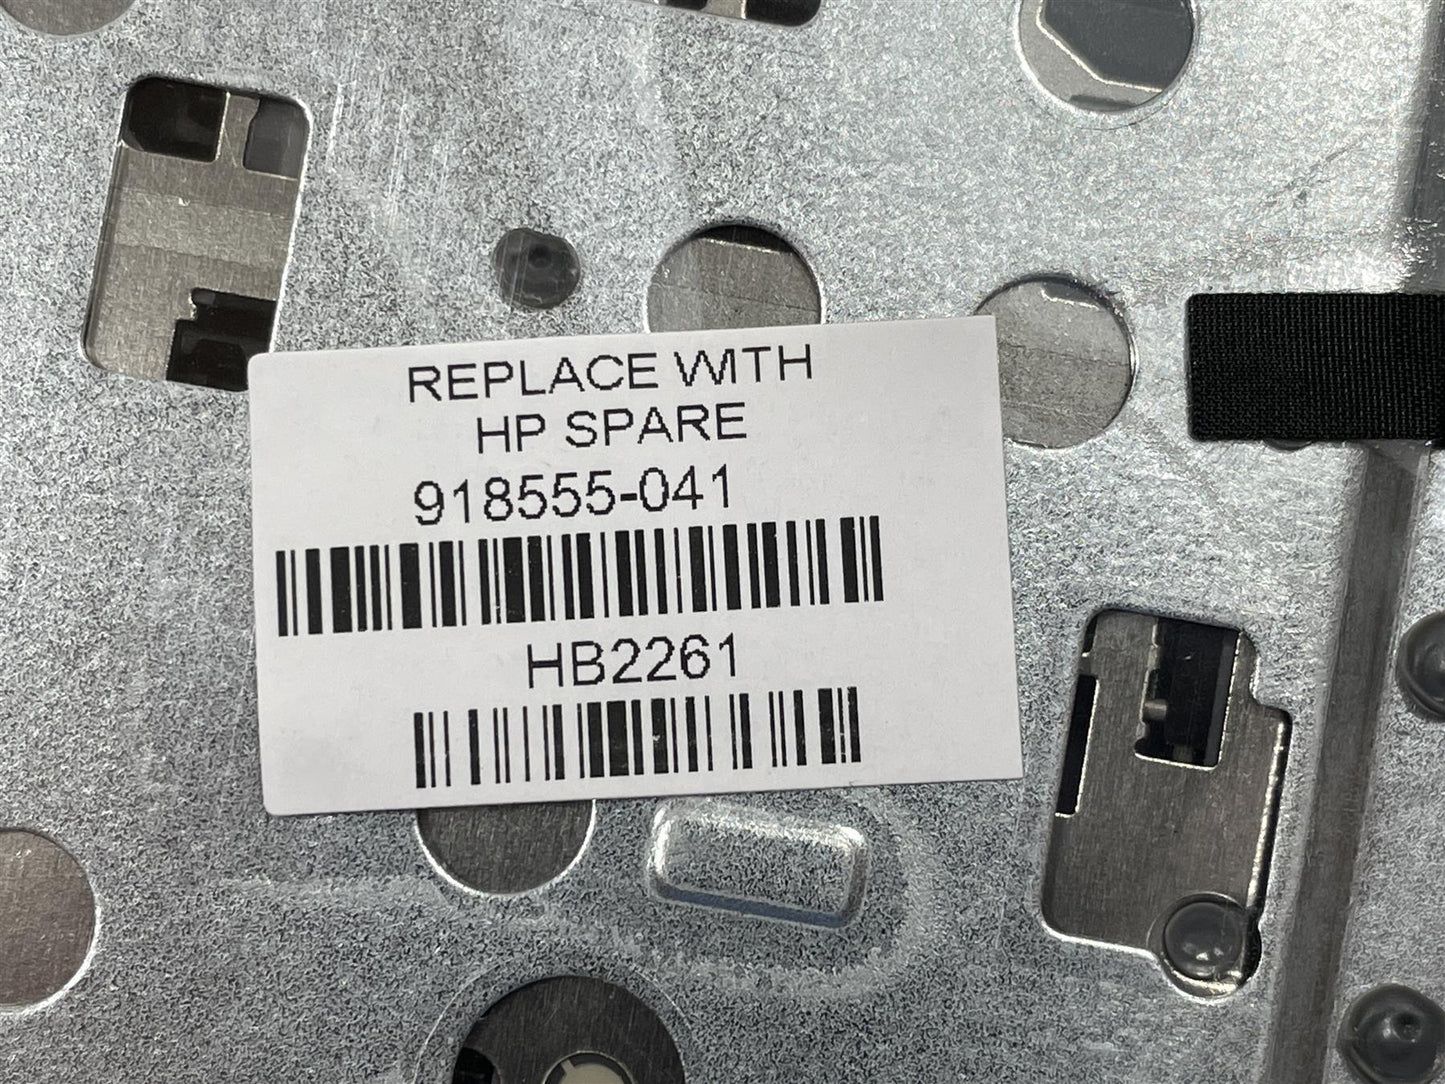 REPLACE WITH
HP SPARE
918555-041
HB2261